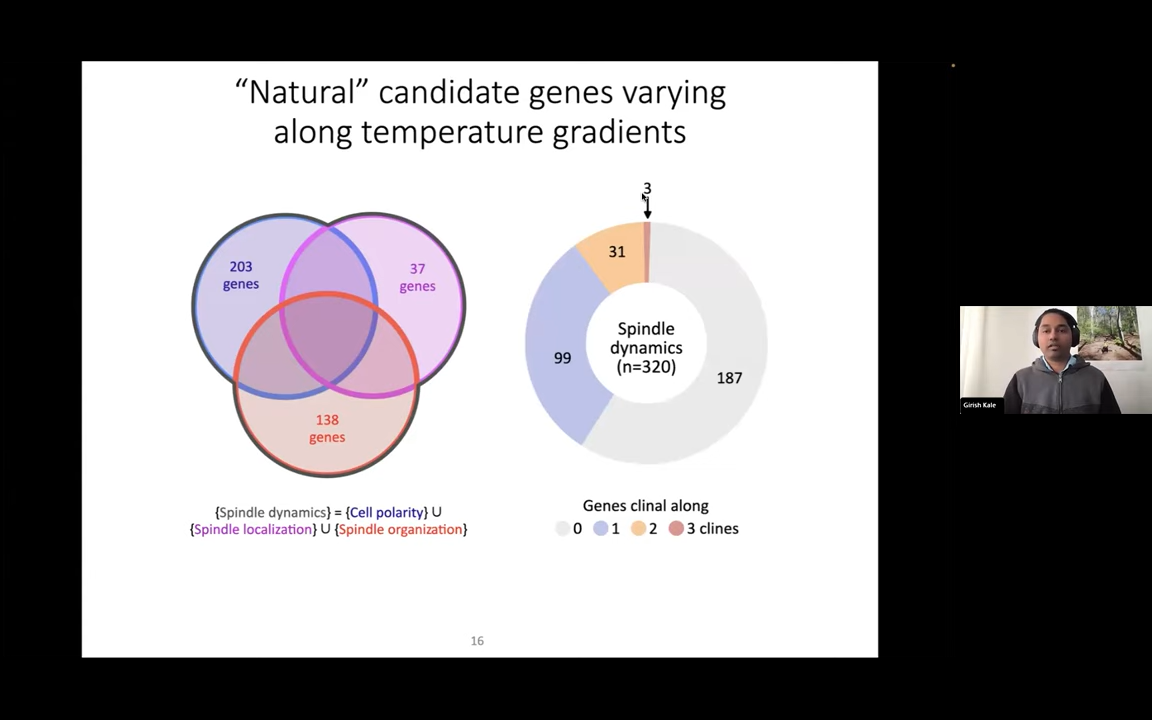 “Natural” candidate genes varying
along temperature gradients
203
genes
37
genes
138
genes
{Spindle dynamics} = {Cell polarity} ∪
{Spindle localization} ∪ {Spindle organization}
3
31
99
187
Spindle
dynamics
(n=320)
Genes clinal along
0 1 2 3 clines
16
Girish Kale